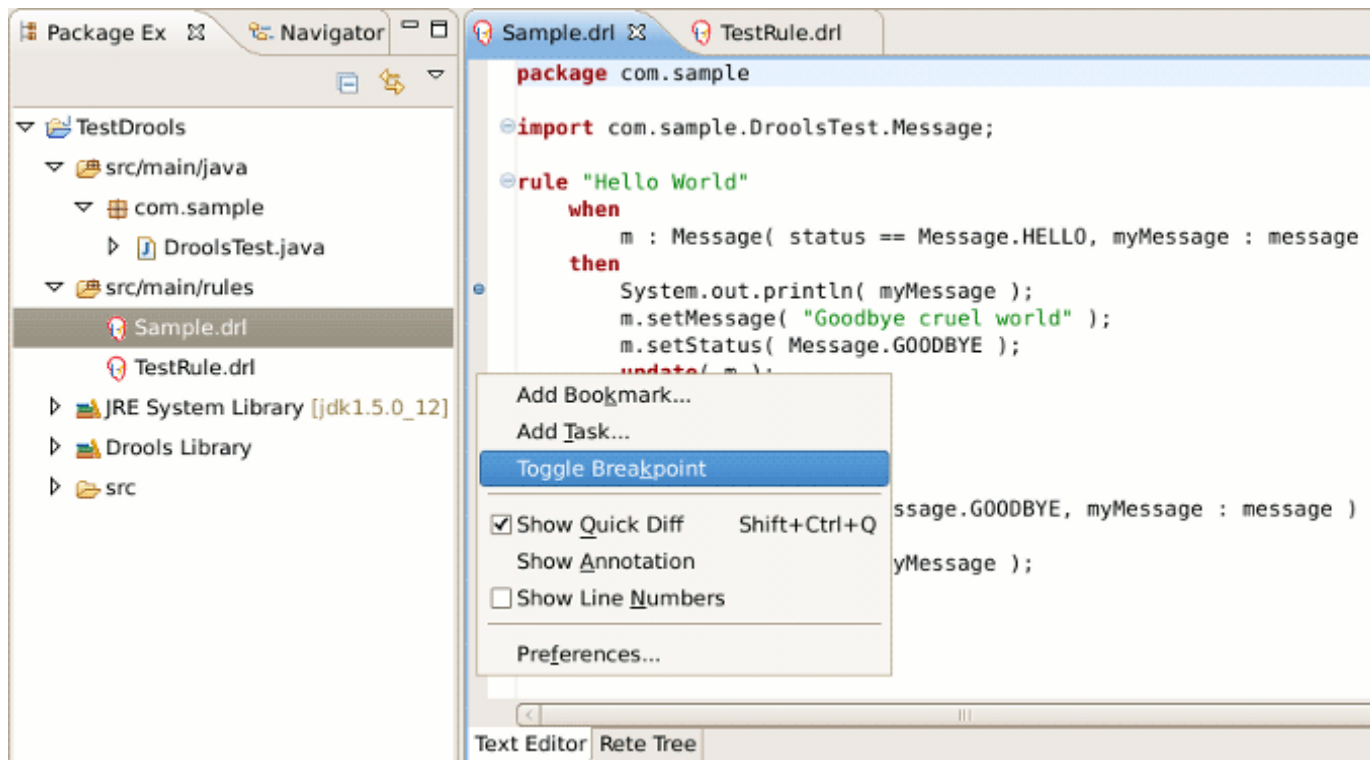 Package Ex
Navigator
TestDrools
src/main/java
com.sample
DroolsTest.java
src/main/rules
Sample.drl
TestRule.drl
JRE System Library [jdk1.5.0_12]
Drools Library
src
Sample.drl
TestRule.drl
package com.sample
import com.sample.DroolsTest.Message;
rule "Hello World"
when
m : Message( status == Message.HELLO, myMessage : message
then
System.out.println( myMessage );
m.setMessage( "Goodbye cruel world" );
m.setStatus( Message.GOODBYE );
update( m );
ssage.GOODBYE, myMessage : message )
yMessage );
Add Bookmark...
Add Task...
Toggle Breakpoint
Show Quick Diff Shift+Ctrl+Q
Show Annotation
Show Line Numbers
Preferences...
Text Editor
Rete Tree